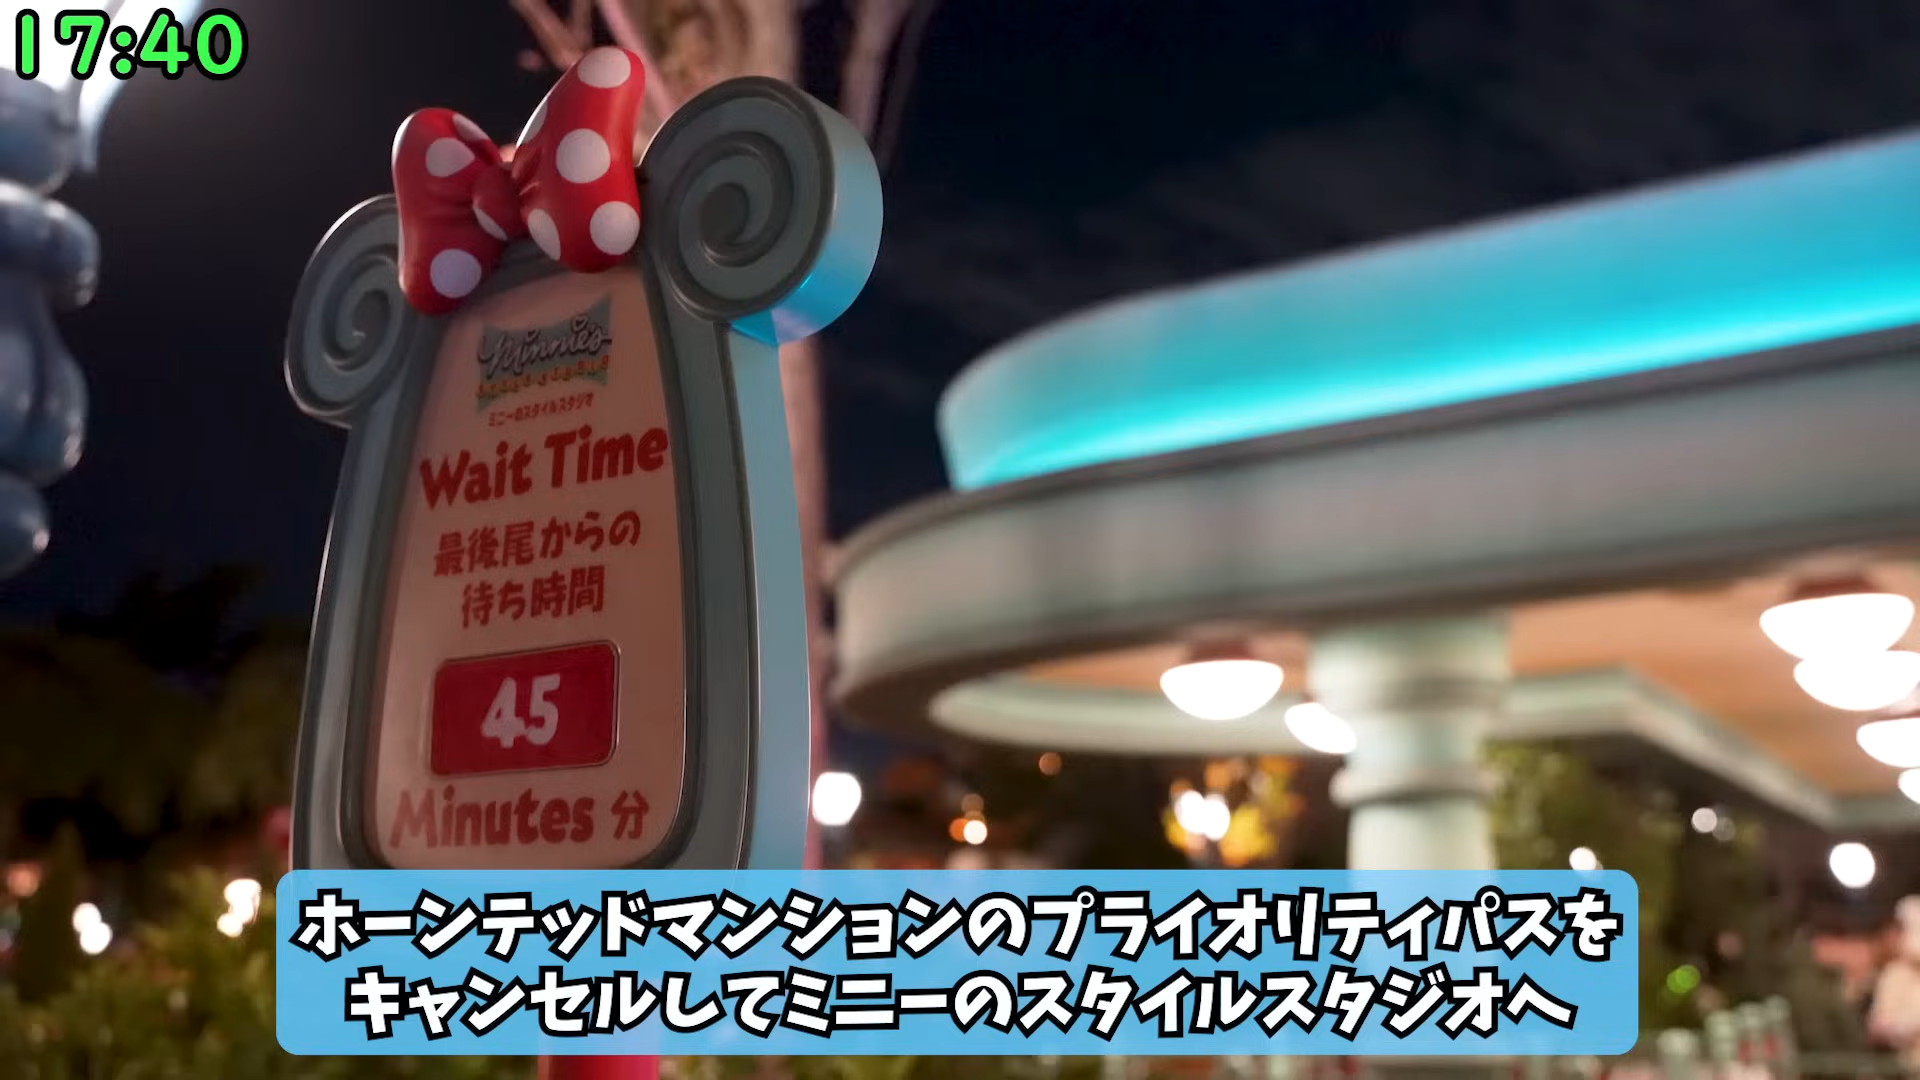 17:40
Minnie's
STYLE STUDIO
ミニーのスタイルスタジオ
Wait Time
最後尾からの
待ち時間
45
Minutes 分
ホーンテッドマンションのプライオリティパスを
キャンセルしてミニーのスタイルスタジオへ